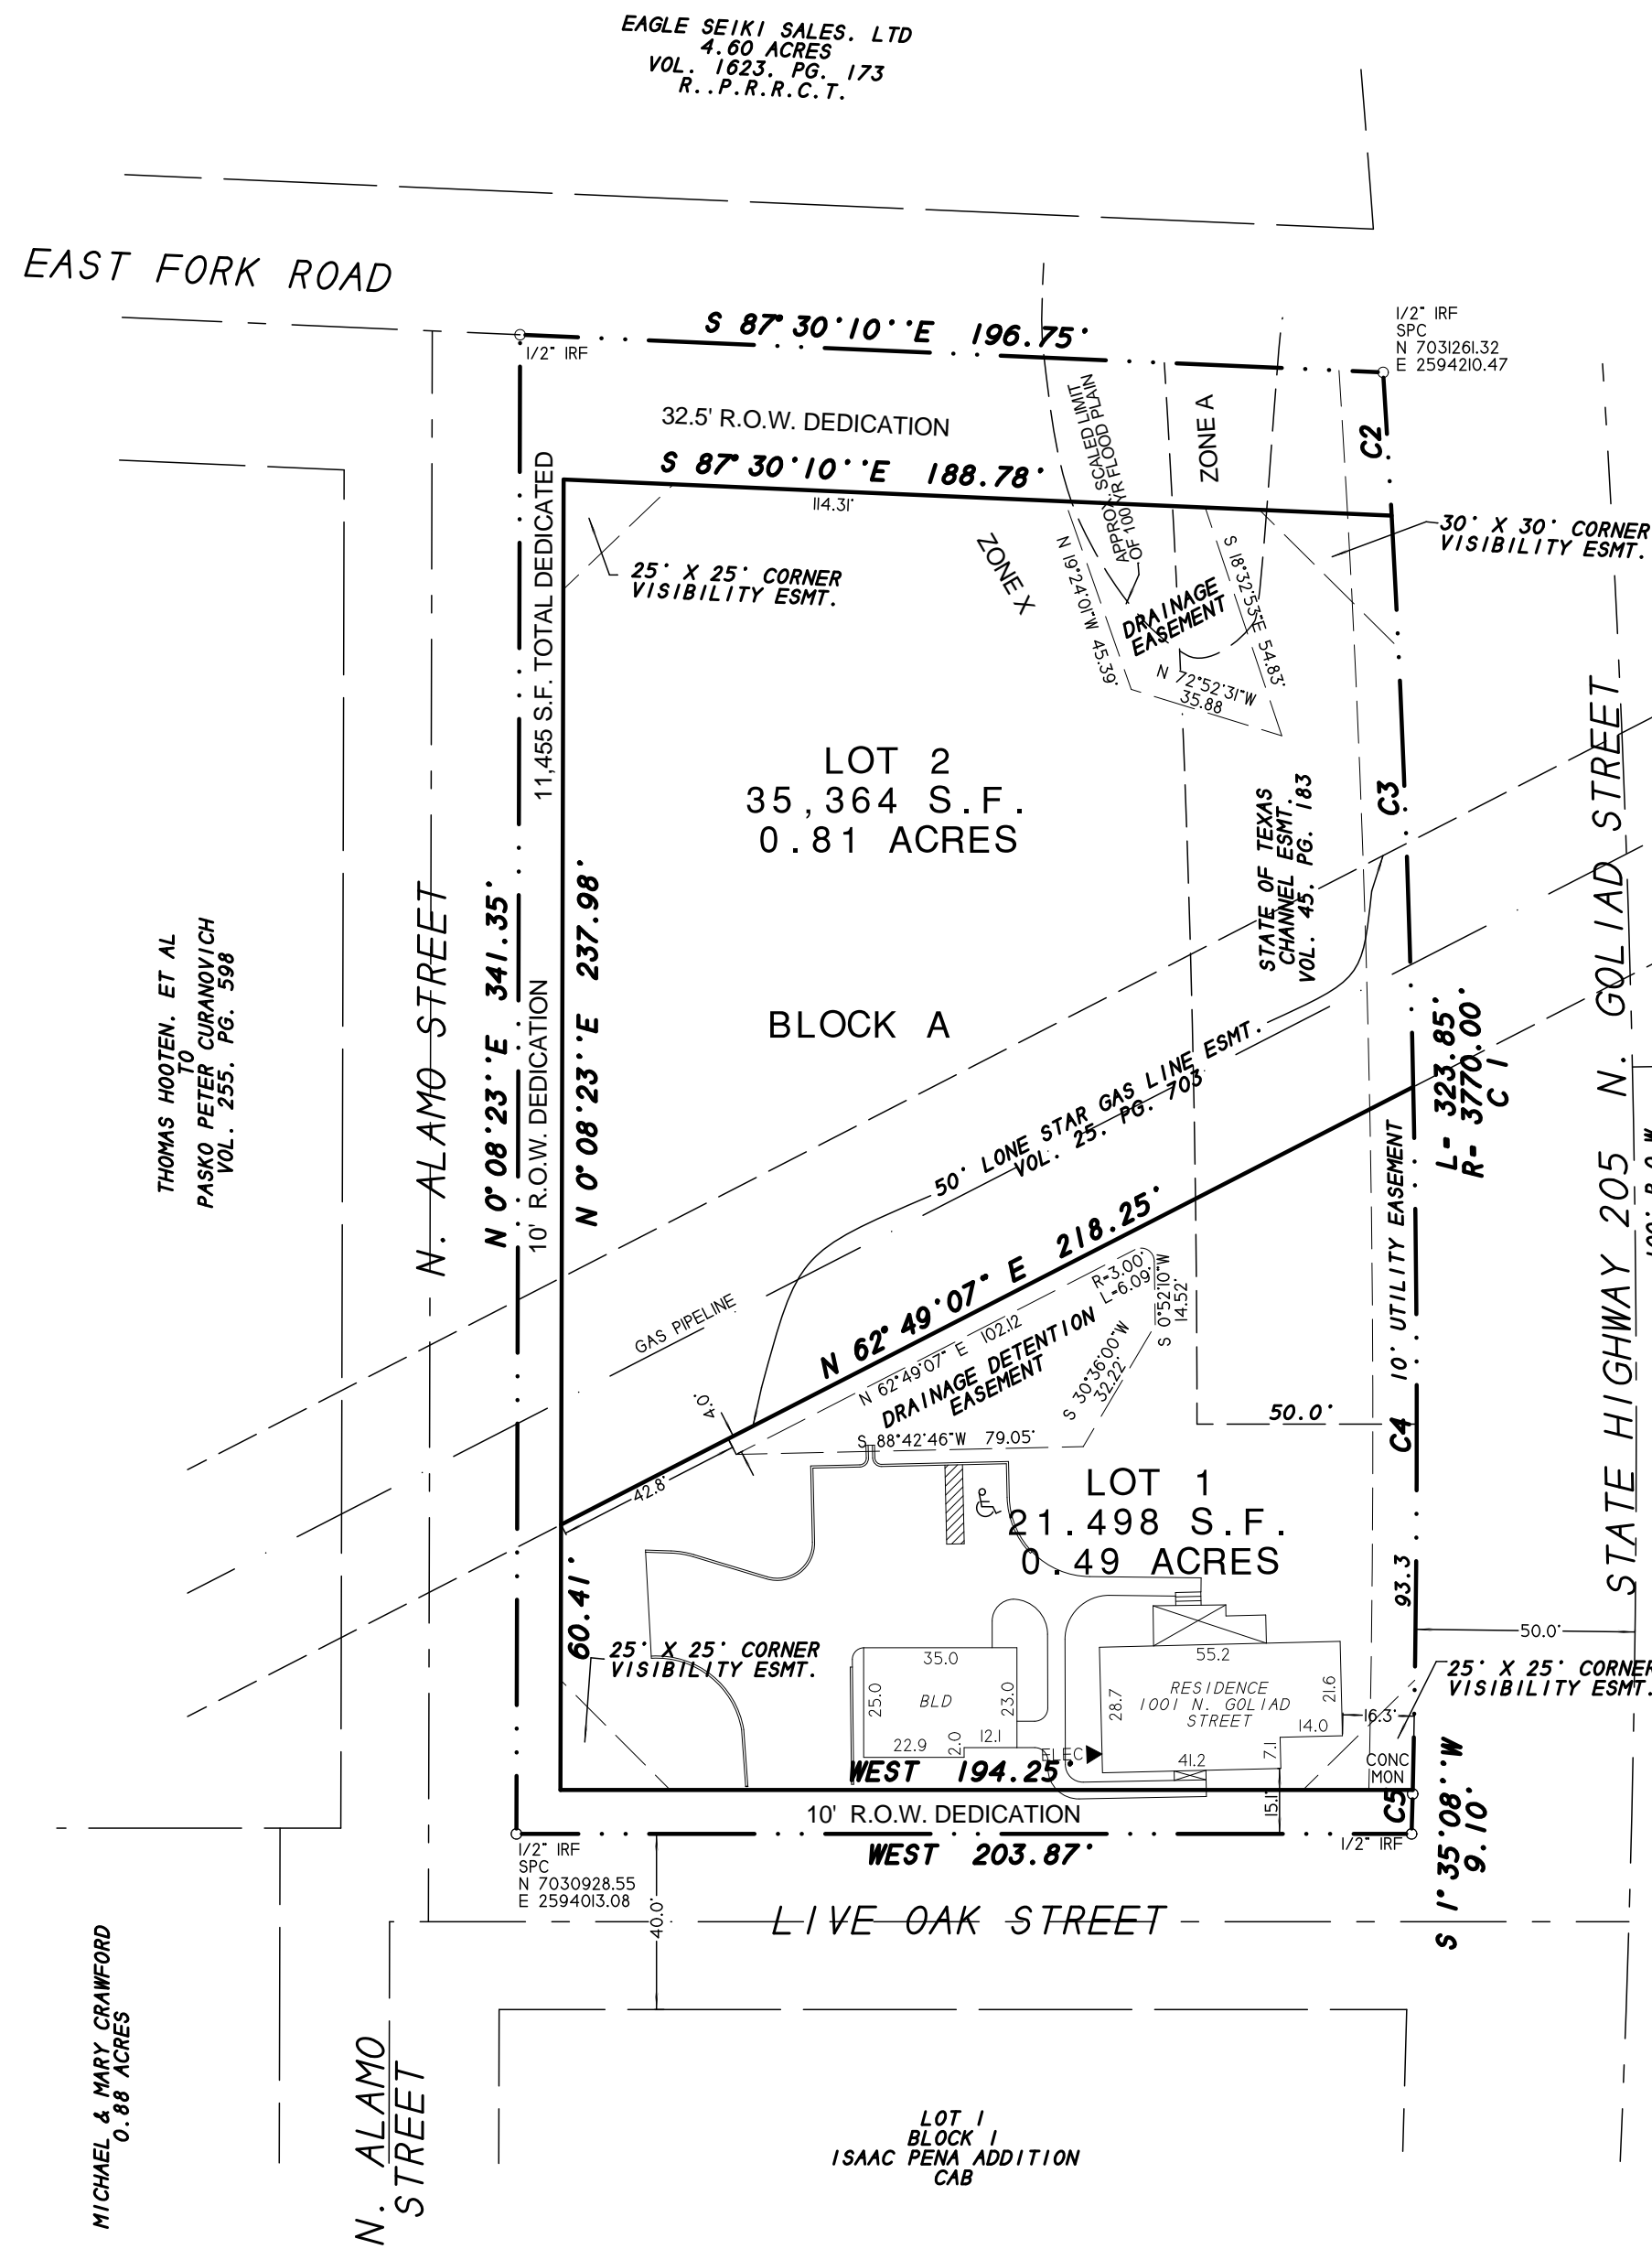 EAGLE SEIKI SALES. LTD
4.60 ACRES
VOL. 1623. PG. 173
R..P.R.R.C.T.
EAST FORK ROAD
1/2" IRF
S 87°30'10''E 196.75'
1/2" IRF
SPC
N 7031261.32
E 2594210.47
32.5' R.O.W. DEDICATION
S 87°30'10''E 188.78'
114.31'
C2
APPROX. SCALED LIMIT
OF 100 YR FLOOD PLAIN
ZONE A
ZONE X
30' X 30' CORNER
VISIBILITY ESMT.
25' X 25' CORNER
VISIBILITY ESMT.
N 19°24'01"W 45.39'
DRAINAGE
EASEMENT
S 18°32'53"E 54.83'
N 72°52'31"W
35.88
11,455 S.F. TOTAL DEDICATED
LOT 2
35,364 S.F.
0.81 ACRES
C3
STATE OF TEXAS
CHANNEL ESMT.
VOL. 45. PG. 183
THOMAS HOOTEN. ET AL
TO
PASKO PETER CURANOVICH
VOL. 255. PG. 598
N. ALAMO STREET
N 0°08'23''E 341.35'
10' R.O.W. DEDICATION
N 0°08'23''E 237.98'
BLOCK A
50' LONE STAR GAS LINE ESMT.
VOL. 25. PG. 703
L- 323.85'
R- 3770.00'
C 1
STATE HIGHWAY 205 N. GOLIAD STREET
100' R.O.W.
GAS PIPELINE
N 62°49'07" E 218.25'
N 62°49'07" E 102.12
R-3.00'
L-6.09'
S 0°52'10"W
14.52'
DRAINAGE DETENTION
EASEMENT
S 30°36'00"W
32.22'
S 88°42'46"W 79.05'
4.0'
42.8'
10' UTILITY EASEMENT
50.0'
C4
LOT 1
21.498 S.F.
0.49 ACRES
93.3
60.41'
25' X 25' CORNER
VISIBILITY ESMT.
35.0
25.0
BLD
23.0
22.9
2.0
12.1
55.2
28.7
RESIDENCE
1001 N. GOLIAD
STREET
21.6
14.0
7.1
41.2
ELEC
16.3'
50.0'
25' X 25' CORNER
VISIBILITY ESMT.
CONC
MON
WEST 194.25'
15.1'
C5
10' R.O.W. DEDICATION
WEST 203.87'
1/2" IRF
S 1°35'08''W
9.10'
1/2" IRF
SPC
N 7030928.55
E 2594013.08
40.0'
LIVE OAK STREET
MICHAEL & MARY CRAWFORD
0.88 ACRES
N. ALAMO
STREET
LOT 1
BLOCK 1
ISAAC PENA ADDITION
CAB